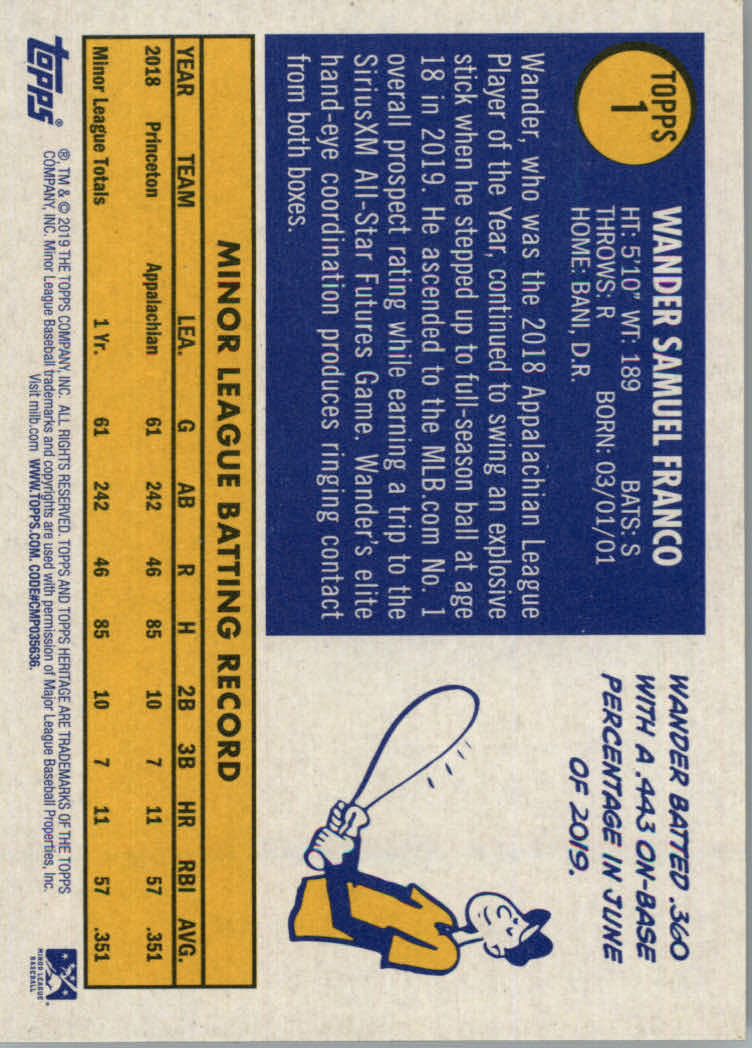 TOPPS
1
WANDER SAMUEL FRANCO
HT: 5'10" WT: 189 BATS: S
THROWS: R BORN: 03/01/01
HOME: BANI, D.R.
Wander, who was the 2018 Appalachian League
Player of the Year, continued to swing an explosive
stick when he stepped up to full-season ball at age
18 in 2019. He ascended to the MLB.com No. 1
overall prospect rating while earning a trip to the
SiriusXM All-Star Futures Game. Wander's elite
hand-eye coordination produces ringing contact
from both boxes.
WANDER BATTED .360
WITH A .443 ON-BASE
PERCENTAGE IN JUNE
OF 2019.
MINOR LEAGUE BATTING RECORD
YEAR TEAM LEA. G AB R H 2B 3B HR RBI AVG.
2018 Princeton Appalachian 61 242 46 85 10 7 11 57 .351
Minor League Totals 1 Yr. 61 242 46 85 10 7 11 57 .351
topps®
®, TM & © 2019 THE TOPPS COMPANY, INC. ALL RIGHTS RESERVED. TOPPS AND TOPPS HERITAGE ARE TRADEMARKS OF THE TOPPS
COMPANY, INC. Minor League Baseball trademarks and copyrights are used with permission of Major League Baseball Properties, Inc.
Visit milb.com WWW.TOPPS.COM. CODE#CMP035636.
MINOR LEAGUE
BASEBALL